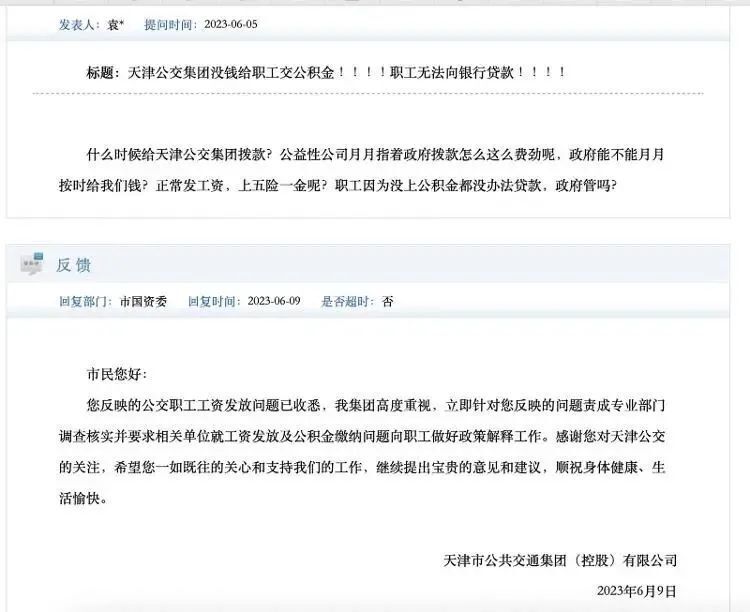 发表人：袁* 提问时间：2023-06-05
标题：天津公交集团没钱给职工交公积金！！！！职工无法向银行贷款！！！！
什么时候给天津公交集团拨款？公益性公司月月指着政府拨款怎么这么费劲呢，政府能不能月月
按时给我们钱？正常发工资，上五险一金呢？职工因为没上公积金都没办法贷款，政府管吗?
反馈
回复部门：市国资委 回复时间：2023-06-09 是否超时：否
市民您好：
您反映的公交职工工资发放问题已收悉，我集团高度重视，立即针对您反映的问题责成专业部门
调查核实并要求相关单位就工资发放及公积金缴纳问题向职工做好政策解释工作。感谢您对天津公交
的关注，希望您一如既往的关心和支持我们的工作，继续提出宝贵的意见和建议，顺祝身体健康、生
活愉快。
天津市公共交通集团（控股）有限公司
2023年6月9日